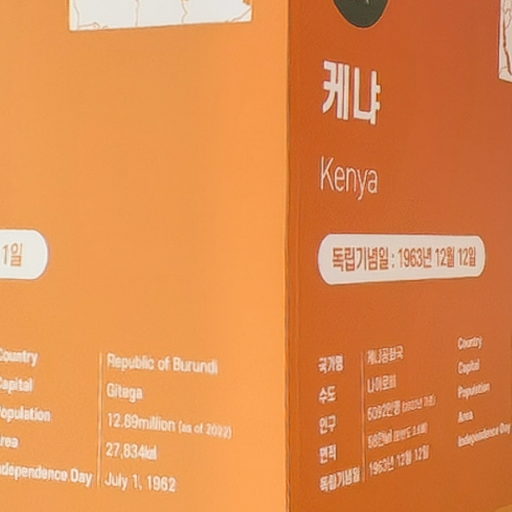 1일
Country Republic of Burundi
Capital Gitega
Population 12.89million (as of 2022)
Area 27,834㎢
Independence Day July 1, 1962
케냐
Kenya
독립기념일 : 1963년 12월 12일
국가명 케냐공화국
수도 나이로비
인구
면적
독립기념일 1963년 12월 12일
Country
Capital
Population
Area
Independence Day